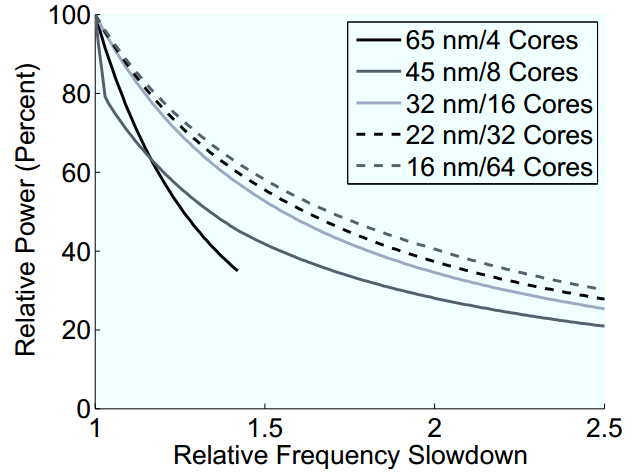 100
80
60
40
20
0
Relative Power (Percent)
65 nm/4 Cores
45 nm/8 Cores
32 nm/16 Cores
22 nm/32 Cores
16 nm/64 Cores
1
1.5
2
2.5
Relative Frequency Slowdown